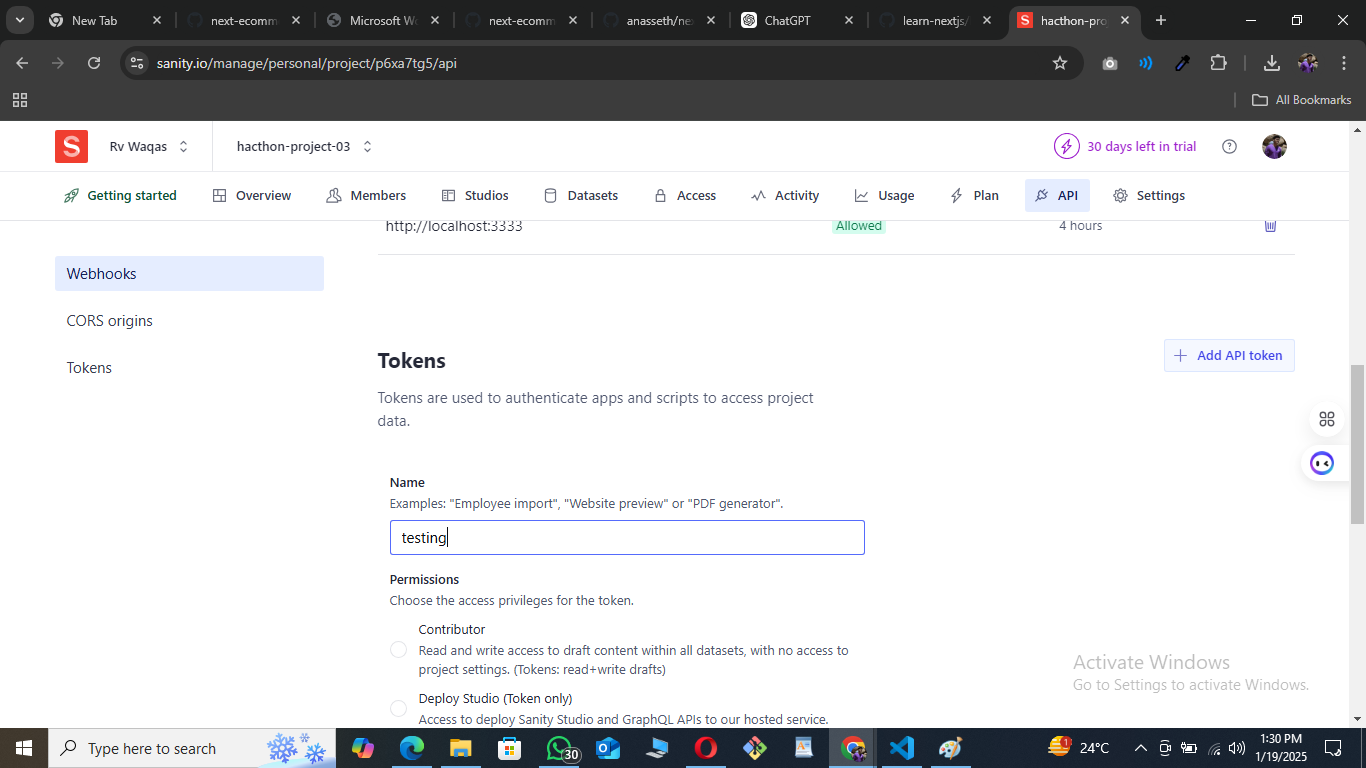 New Tab
next-ecomm
Microsoft Wo
next-ecomm
anasseth/ne
ChatGPT
learn-nextjs/
hacthon-pro
sanity.io/manage/personal/project/p6xa7tg5/api
All Bookmarks
S
Rv Waqas
hacthon-project-03
30 days left in trial
Getting started
Overview
Members
Studios
Datasets
Access
Activity
Usage
Plan
API
Settings
http://localhost:3333
Allowed
4 hours
Webhooks
CORS origins
Tokens
Tokens
Add API token
Tokens are used to authenticate apps and scripts to access project
data.
Name
Examples: "Employee import", "Website preview" or "PDF generator".
testing
Permissions
Choose the access privileges for the token.
Contributor
Read and write access to draft content within all datasets, with no access to
project settings. (Tokens: read+write drafts)
Deploy Studio (Token only)
Access to deploy Sanity Studio and GraphQL APIs to our hosted service.
Activate Windows
Go to Settings to activate Windows.
Type here to search
30
1
24°C
1:30 PM
1/19/2025